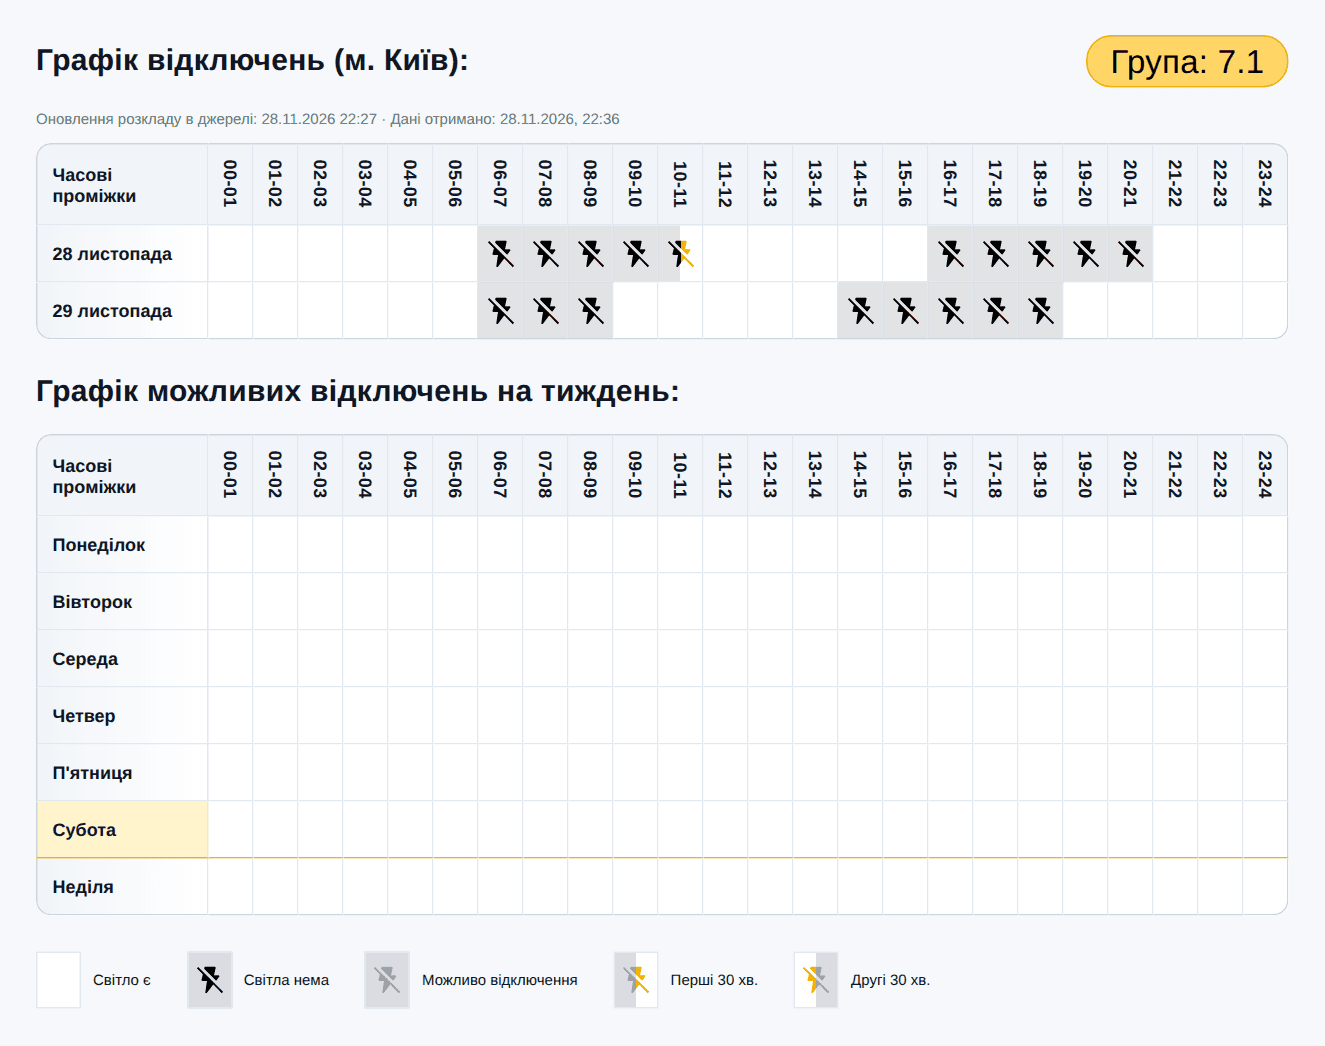 Графік відключень (м. Київ):
Група: 7.1
Оновлення розкладу в джерелі: 28.11.2026 22:27 · Дані отримано: 28.11.2026, 22:36
Часові проміжки 00-01 01-02 02-03 03-04 04-05 05-06 06-07 07-08 08-09 09-10 10-11 11-12 12-13 13-14 14-15 15-16 16-17 17-18 18-19 19-20 20-21 21-22 22-23 23-24
28 листопада
29 листопада
Графік можливих відключень на тиждень:
Часові проміжки 00-01 01-02 02-03 03-04 04-05 05-06 06-07 07-08 08-09 09-10 10-11 11-12 12-13 13-14 14-15 15-16 16-17 17-18 18-19 19-20 20-21 21-22 22-23 23-24
Понеділок
Вівторок
Середа
Четвер
П'ятниця
Субота
Неділя
Світло є Світла нема Можливо відключення Перші 30 хв. Другі 30 хв.